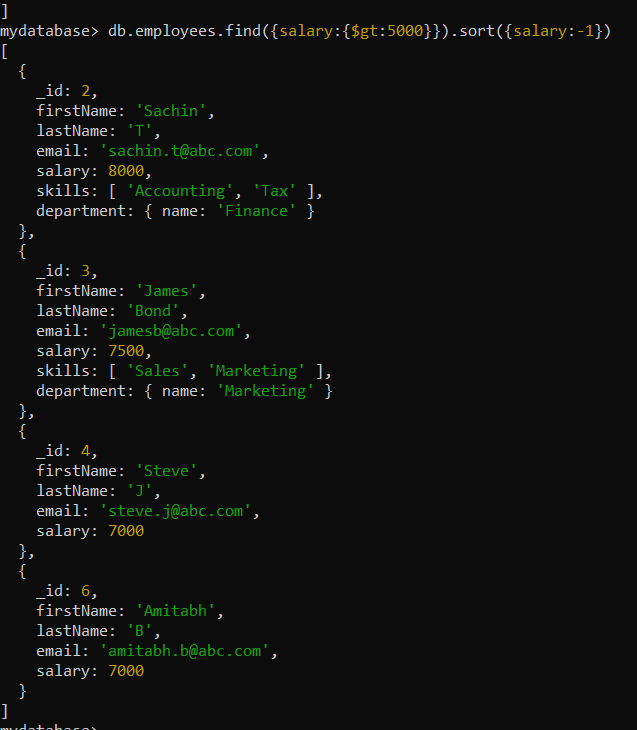 ]
mydatabase> db.employees.find({salary:{$gt:5000}}).sort({salary:-1})
[
  {
    _id: 2,
    firstName: 'Sachin',
    lastName: 'T',
    email: 'sachin.t@abc.com',
    salary: 8000,
    skills: [ 'Accounting', 'Tax' ],
    department: { name: 'Finance' }
  },
  {
    _id: 3,
    firstName: 'James',
    lastName: 'Bond',
    email: 'jamesb@abc.com',
    salary: 7500,
    skills: [ 'Sales', 'Marketing' ],
    department: { name: 'Marketing' }
  },
  {
    _id: 4,
    firstName: 'Steve',
    lastName: 'J',
    email: 'steve.j@abc.com',
    salary: 7000
  },
  {
    _id: 6,
    firstName: 'Amitabh',
    lastName: 'B',
    email: 'amitabh.b@abc.com',
    salary: 7000
  }
]
mydatabase>